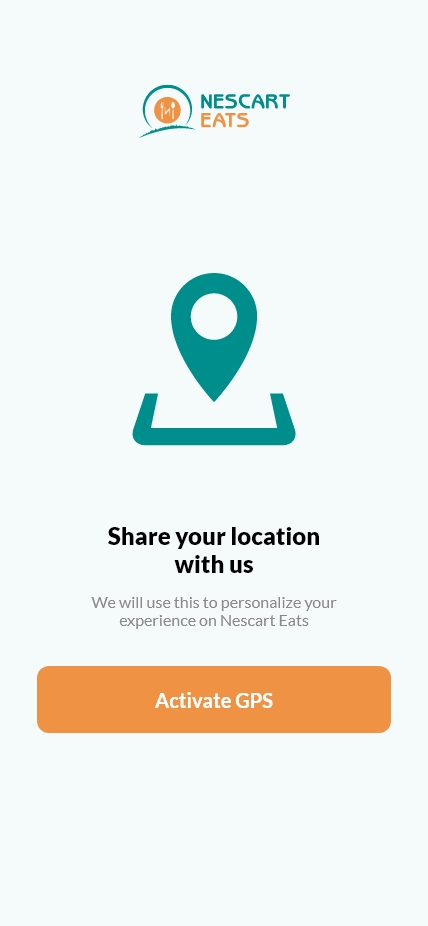 NESCART
EATS
Share your location
with us
We will use this to personalize your
experience on Nescart Eats
Activate GPS